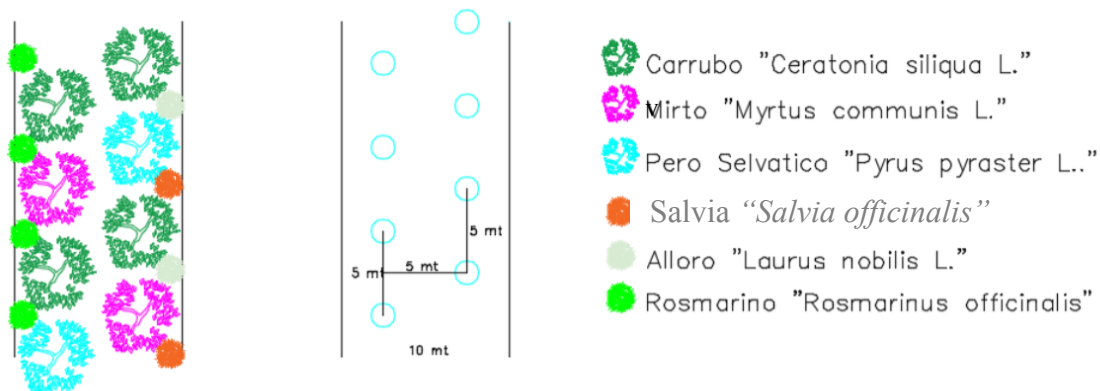 Carrubo "Ceratonia siliqua L."
Mirto "Myrtus communis L."
Pero Selvatico "Pyrus pyraster L.."
Salvia “Salvia officinalis”
Alloro "Laurus nobilis L."
Rosmarino "Rosmarinus officinalis"
5 mt
5 mt
5 mt
10 mt